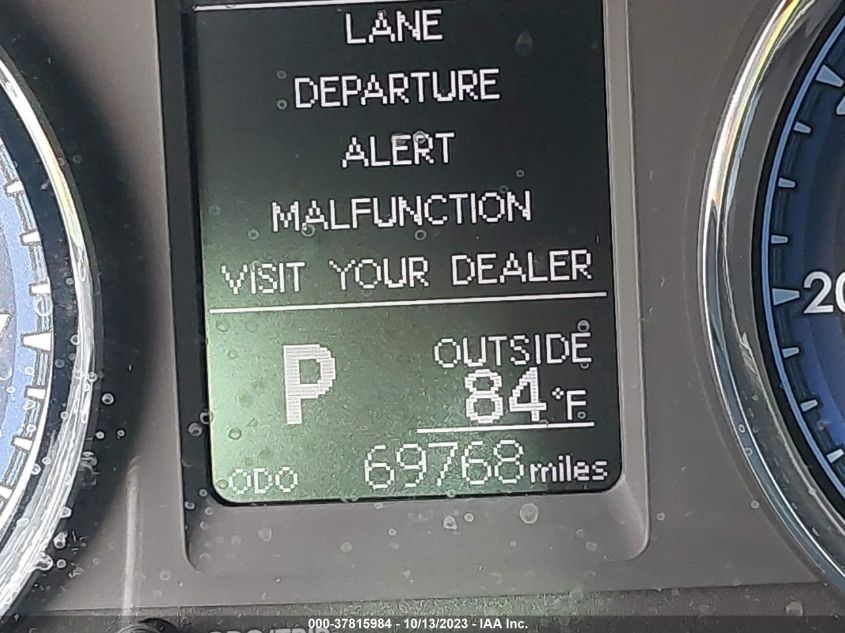 LANE
DEPARTURE
ALERT
MALFUNCTION
VISIT YOUR DEALER
P
OUTSIDE
84°F
ODO 69768 miles
20
000-37815984 - 10/13/2023 - IAA Inc.